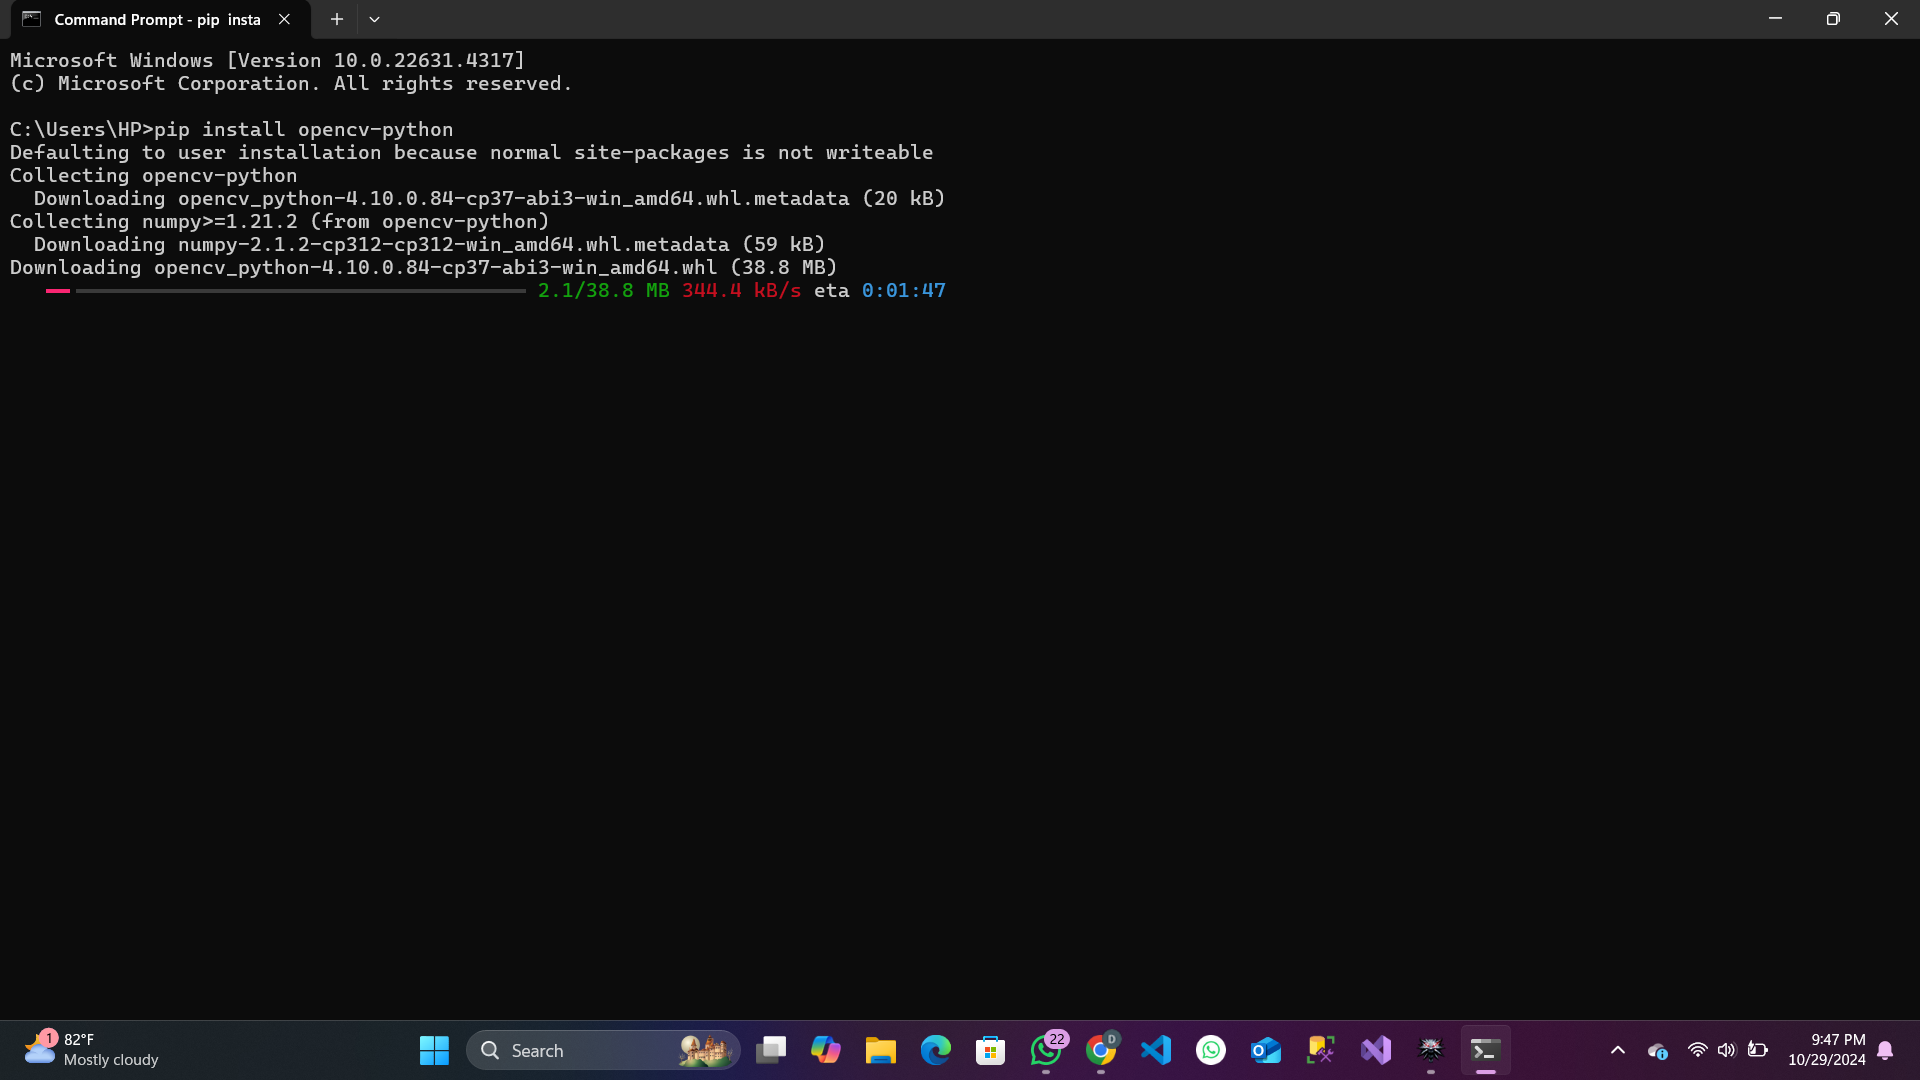 Command Prompt - pip  insta
Microsoft Windows [Version 10.0.22631.4317]
(c) Microsoft Corporation. All rights reserved.
C:\Users\HP>pip install opencv-python
Defaulting to user installation because normal site-packages is not writeable
Collecting opencv-python
  Downloading opencv_python-4.10.0.84-cp37-abi3-win_amd64.whl.metadata (20 kB)
Collecting numpy>=1.21.2 (from opencv-python)
  Downloading numpy-2.1.2-cp312-cp312-win_amd64.whl.metadata (59 kB)
Downloading opencv_python-4.10.0.84-cp37-abi3-win_amd64.whl (38.8 MB)
2.1/38.8 MB 344.4 kB/s eta 0:01:47
1
82°F
Mostly cloudy
Search
22
D
9:47 PM
10/29/2024